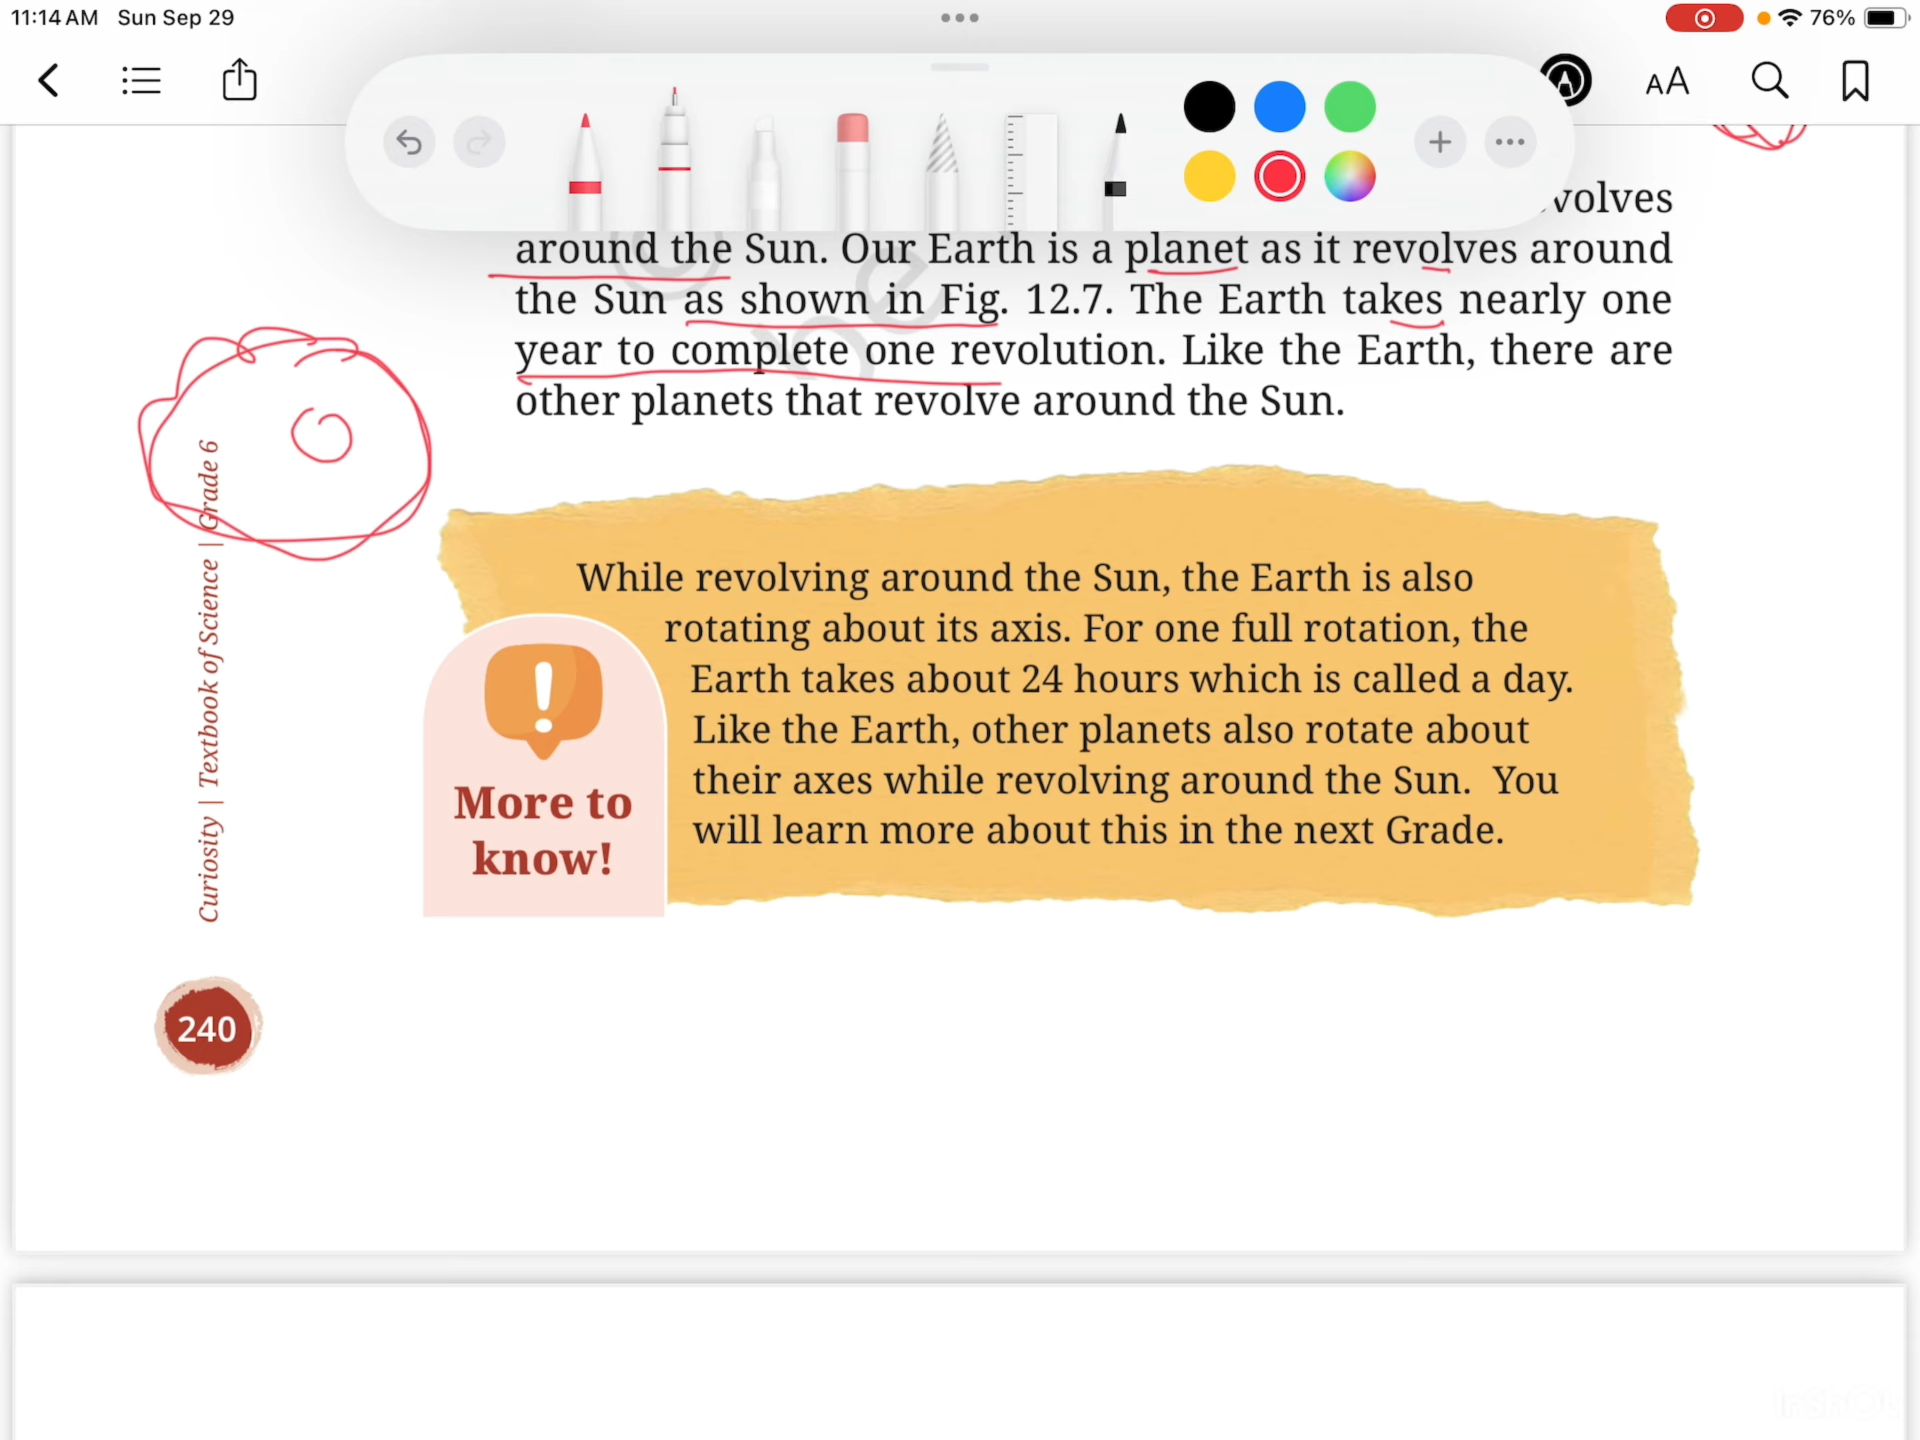 11:14 AM Sun Sep 29
76%
AA
volves
around the Sun. Our Earth is a planet as it revolves around
the Sun as shown in Fig. 12.7. The Earth takes nearly one
year to complete one revolution. Like the Earth, there are
other planets that revolve around the Sun.
While revolving around the Sun, the Earth is also
rotating about its axis. For one full rotation, the
Earth takes about 24 hours which is called a day.
Like the Earth, other planets also rotate about
their axes while revolving around the Sun. You
will learn more about this in the next Grade.
More to
know!
Curiosity | Textbook of Science | Grade 6
240